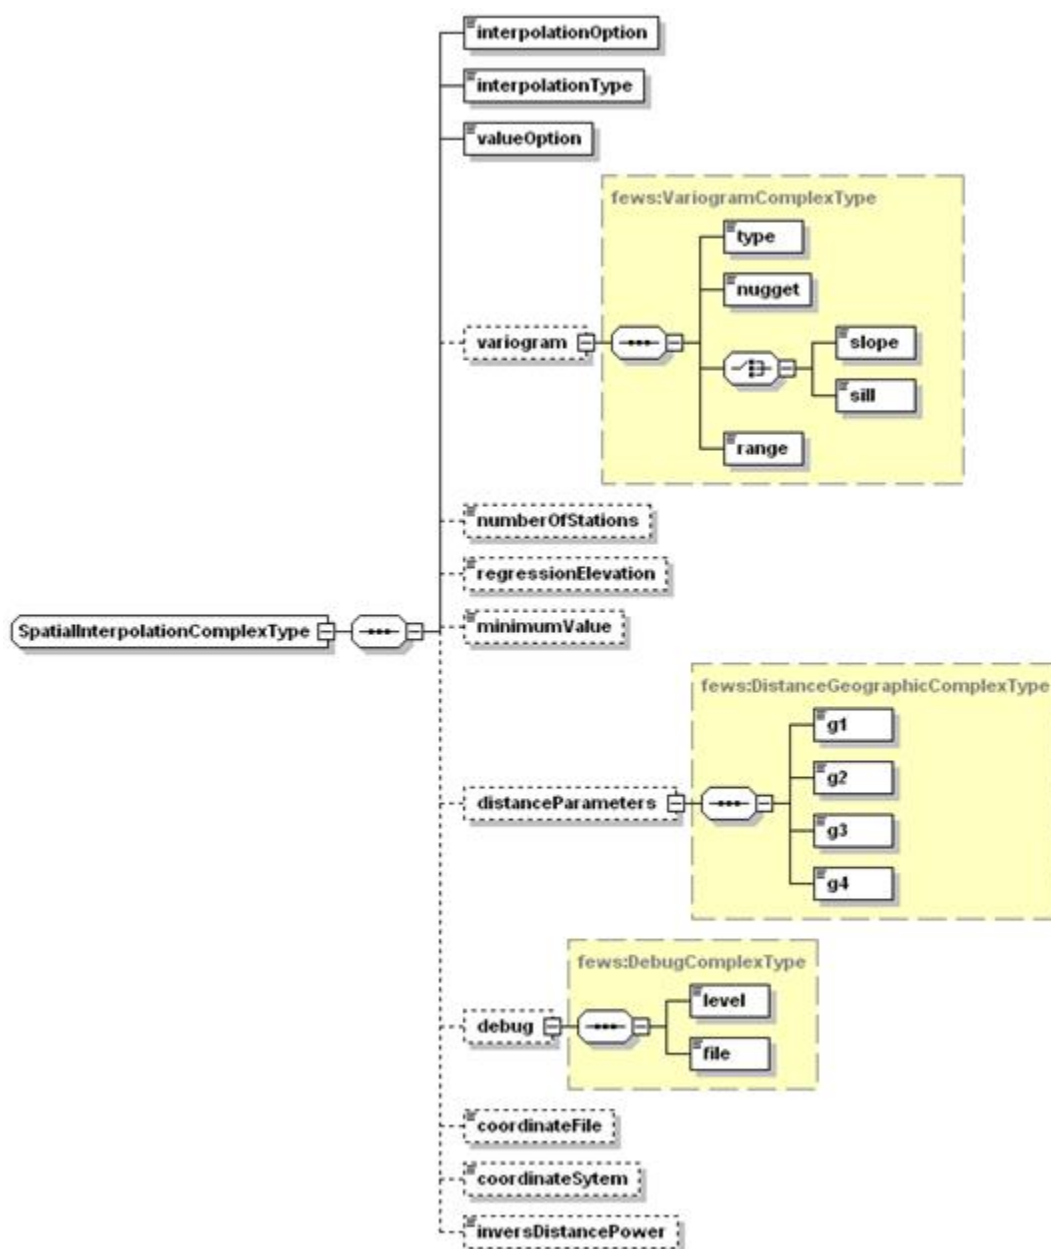 interpolationOption
interpolationType
valueOption
fews:VariogramComplexType
type
nugget
variogram
slope
sill
range
numberOfStations
regressionElevation
SpatialInterpolationComplexType
minimumValue
fews:DistanceGeographicComplexType
g1
g2
distanceParameters
g3
g4
fews:DebugComplexType
level
debug
file
coordinateFile
coordinateSytem
inversDistancePower